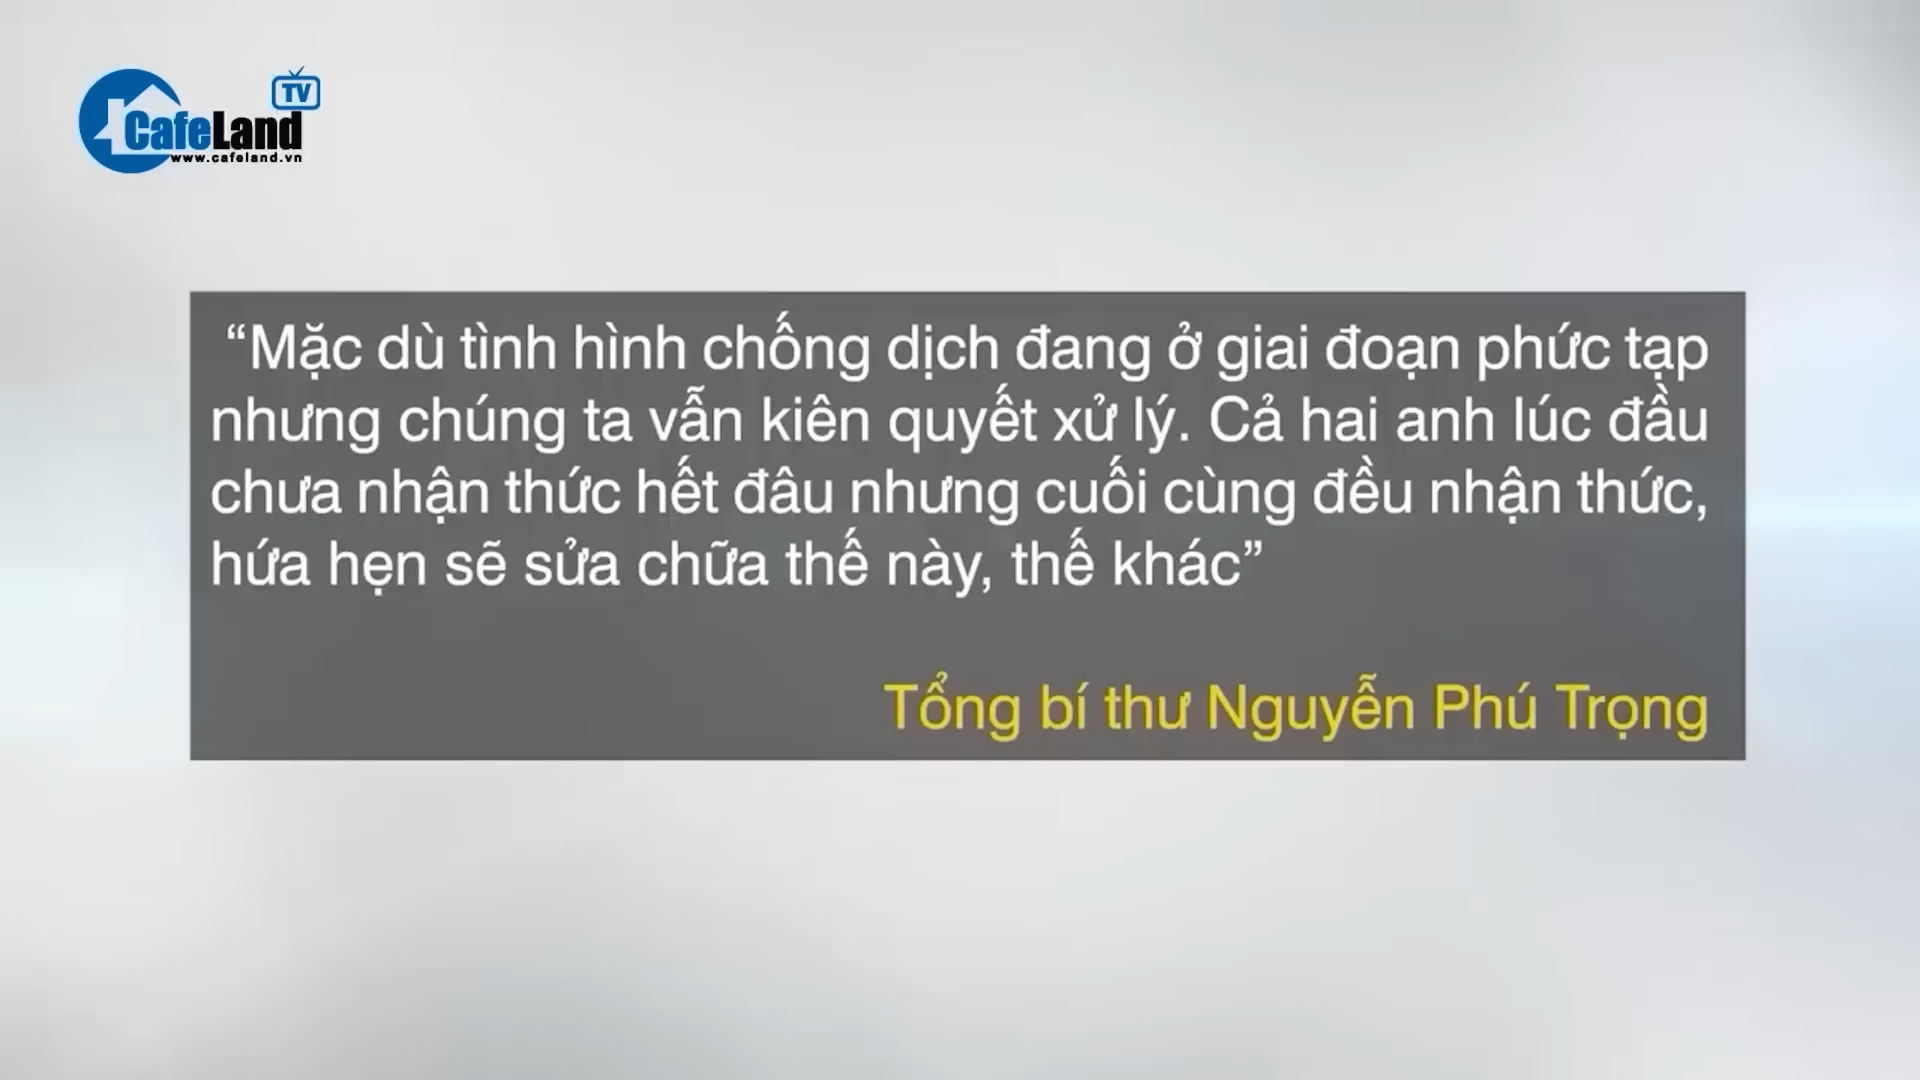 TV
CafeLand
www.cafeland.vn
“Mặc dù tình hình chống dịch đang ở giai đoạn phức tạp
nhưng chúng ta vẫn kiên quyết xử lý. Cả hai anh lúc đầu
chưa nhận thức hết đâu nhưng cuối cùng đều nhận thức,
hứa hẹn sẽ sửa chữa thế này, thế khác”
Tổng bí thư Nguyễn Phú Trọng